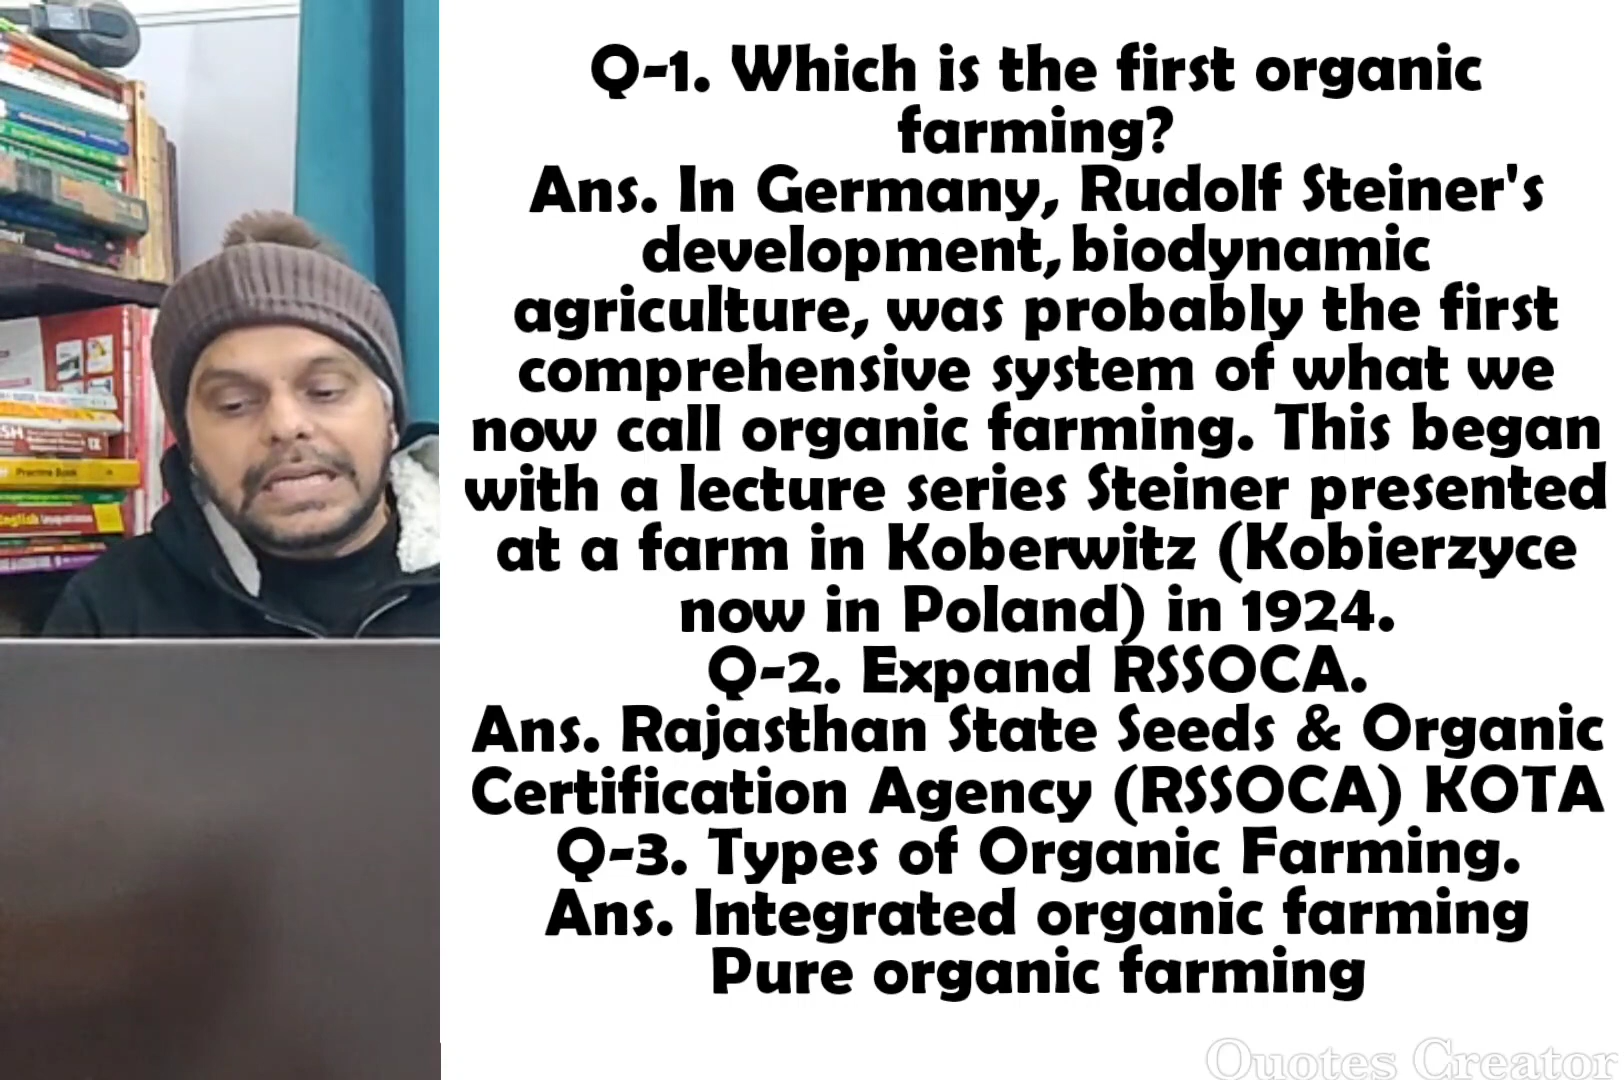 Q-1. Which is the first organic
farming?
Ans. In Germany, Rudolf Steiner's
development, biodynamic
agriculture, was probably the first
comprehensive system of what we
now call organic farming. This began
with a lecture series Steiner presented
at a farm in Koberwitz (Kobierzyce
now in Poland) in 1924.
Q-2. Expand RSSOCA.
Ans. Rajasthan State Seeds & Organic
Certification Agency (RSSOCA) KOTA
Q-3. Types of Organic Farming.
Ans. Integrated organic farming
Pure organic farming
Quotes Creator
Practice Book
English